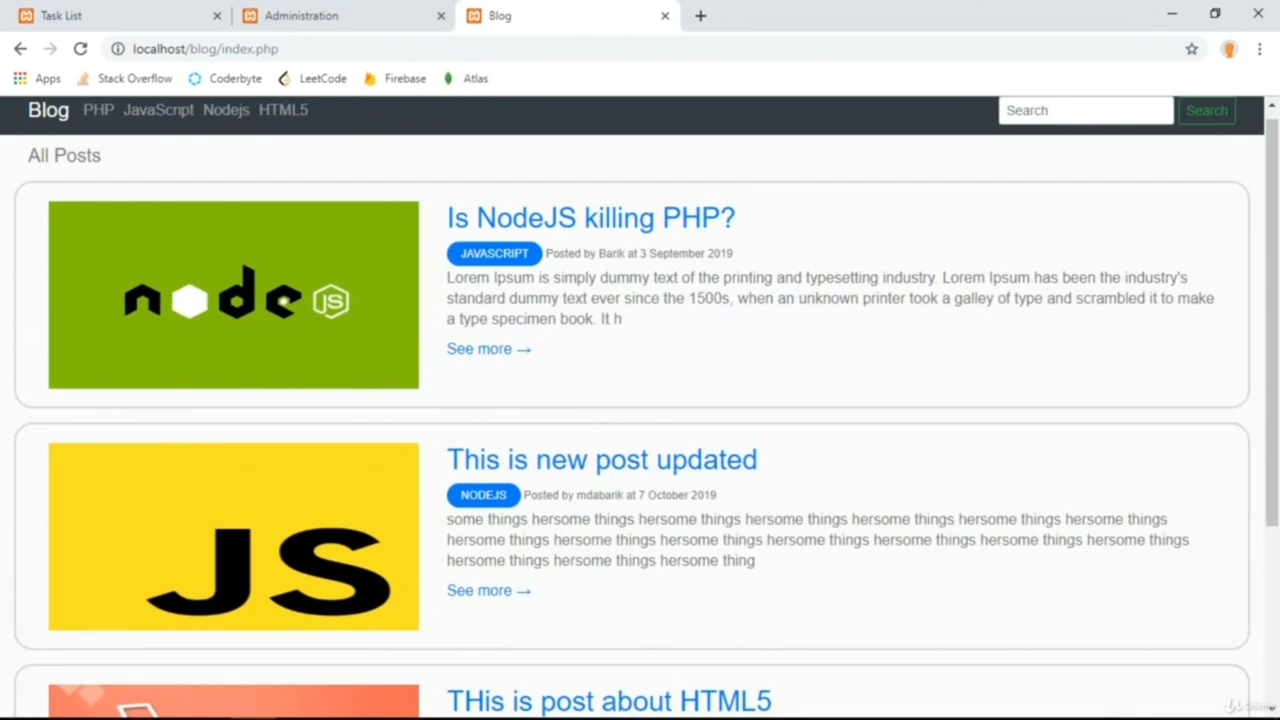 Task List
Administration
Blog
localhost/blog/index.php
Apps
Stack Overflow
Coderbyte
LeetCode
Firebase
Atlas
Blog PHP JavaScript Nodejs HTML5
Search
Search
All Posts
node JS
Is NodeJS killing PHP?
JAVASCRIPT Posted by Barik at 3 September 2019
Lorem Ipsum is simply dummy text of the printing and typesetting industry. Lorem Ipsum has been the industry's
standard dummy text ever since the 1500s, when an unknown printer took a galley of type and scrambled it to make
a type specimen book. It h
See more →
JS
This is new post updated
NODEJS Posted by mdabarik at 7 October 2019
some things hersome things hersome things hersome things hersome things hersome things hersome things
hersome things hersome things hersome things hersome things hersome things hersome things hersome things
hersome things hersome things hersome thing
See more →
THis is post about HTML5